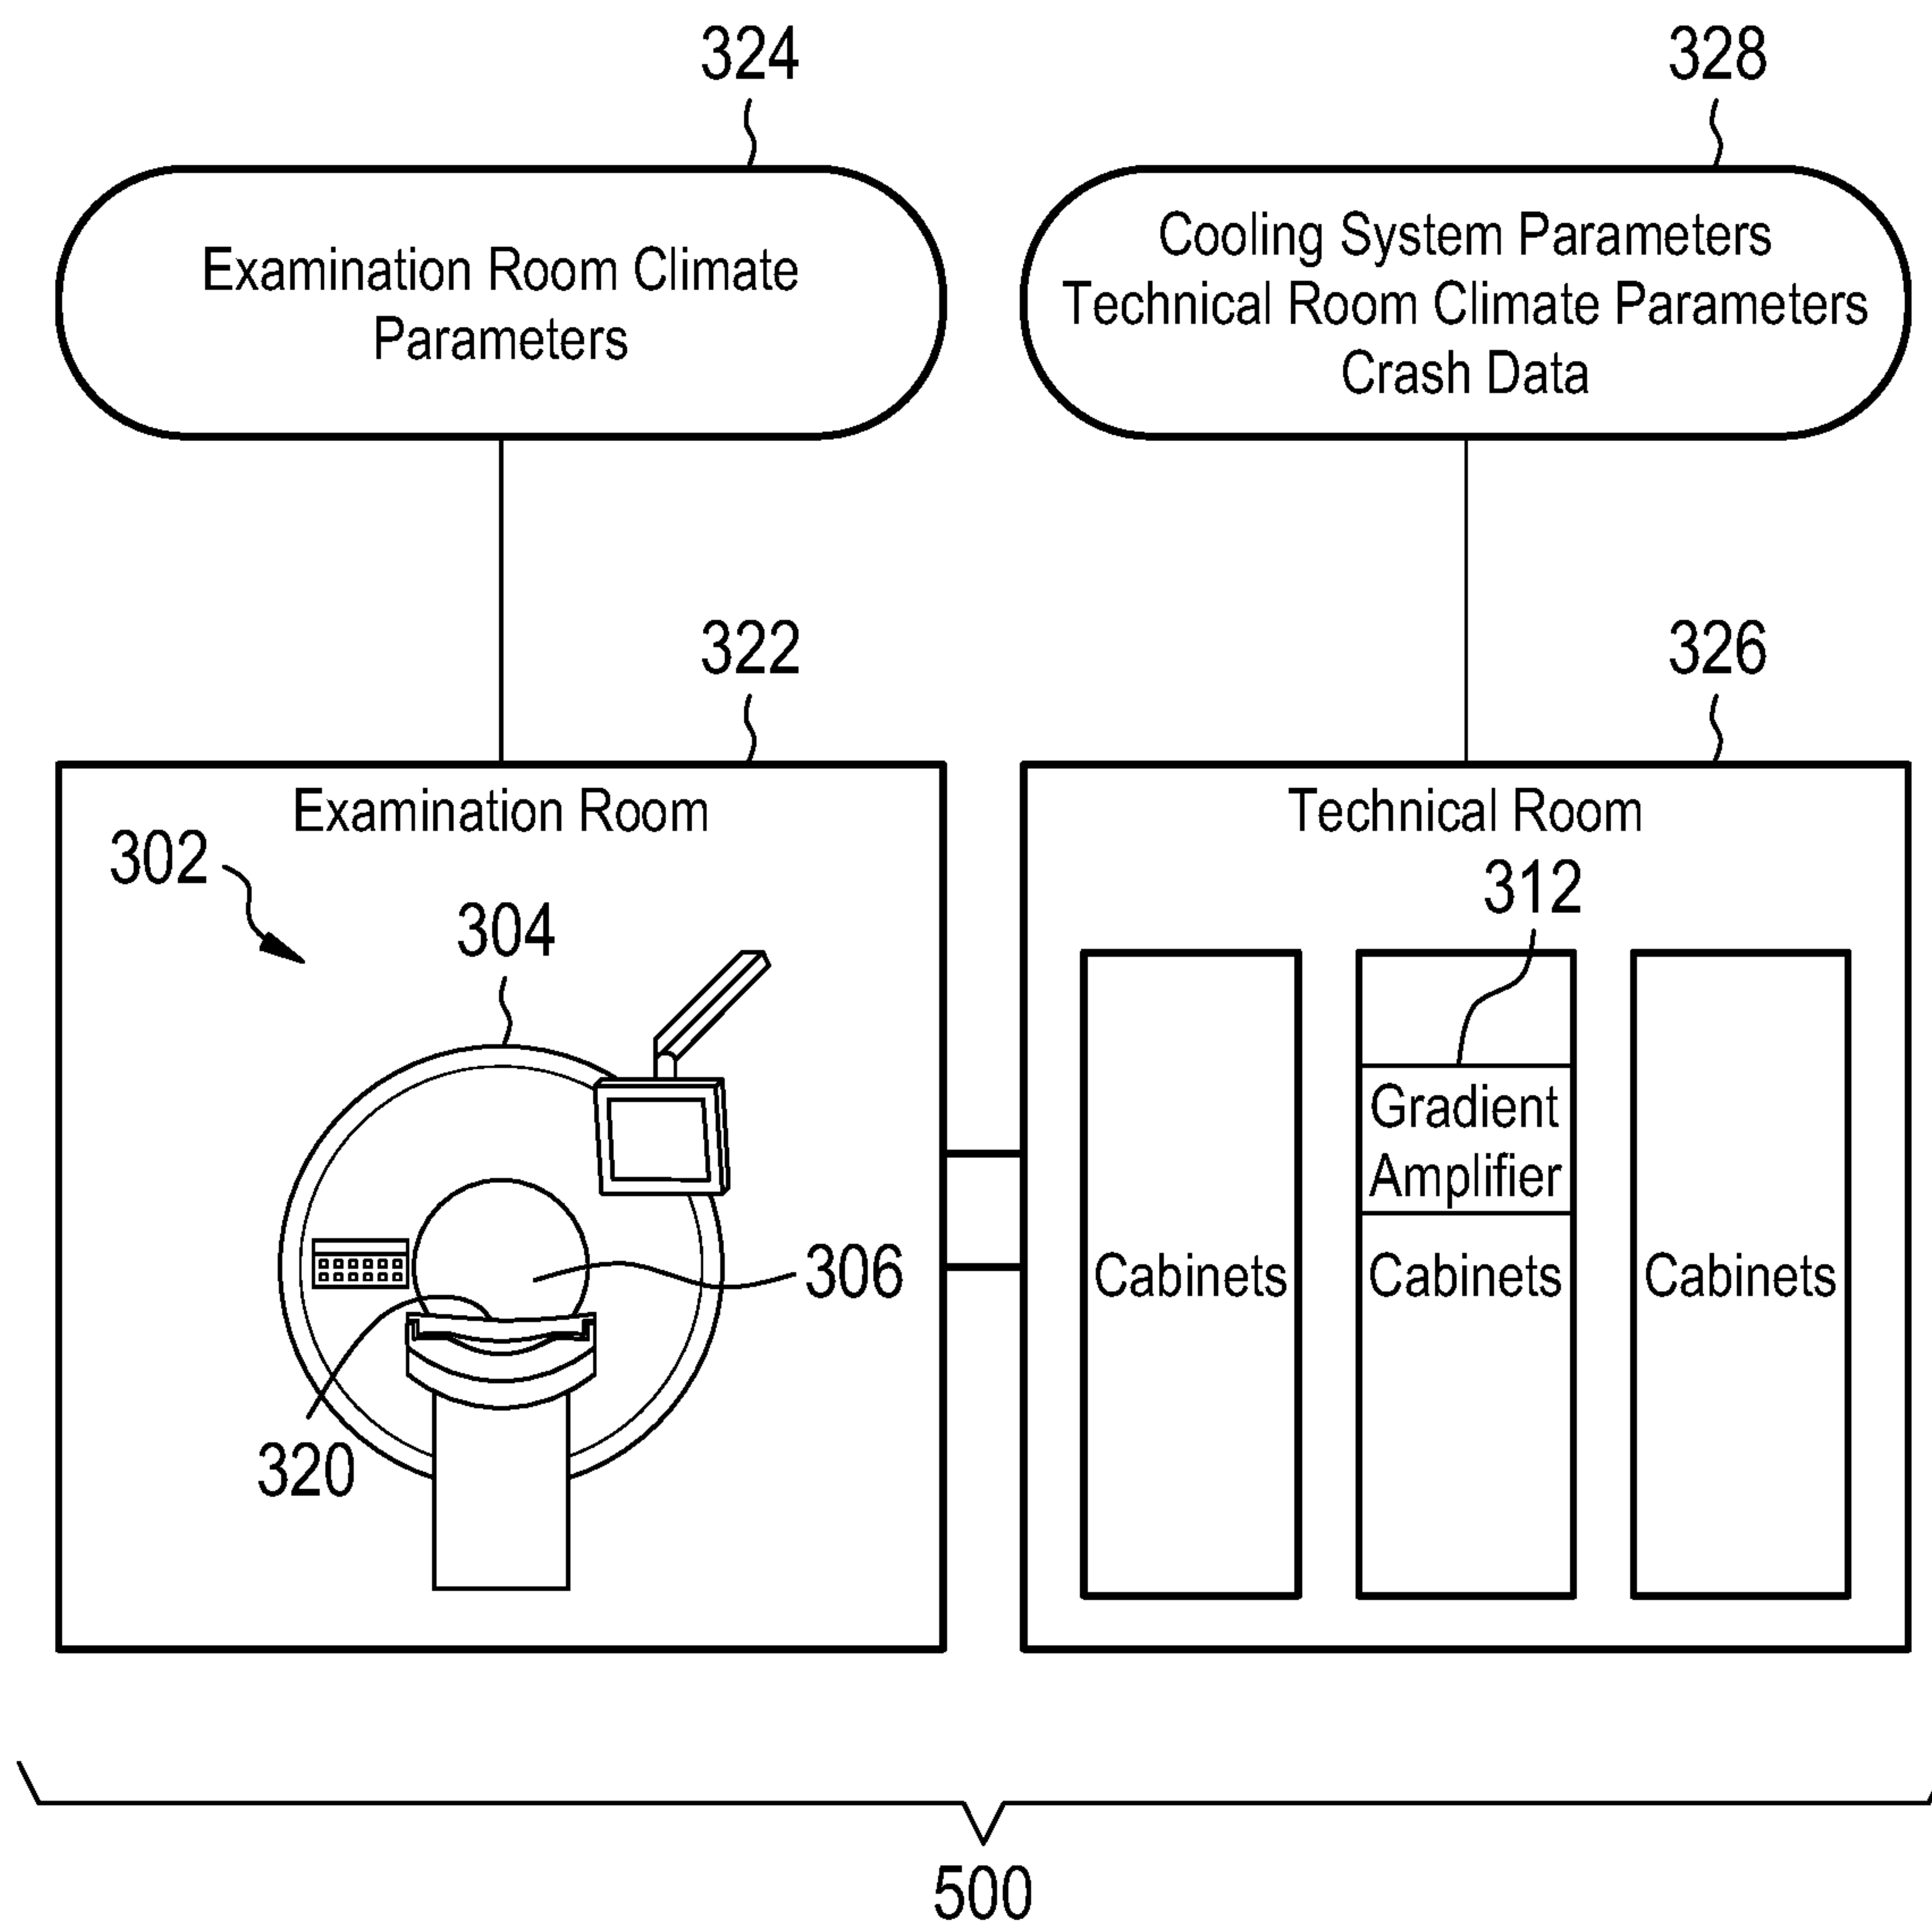 324
328
Examination Room Climate
Parameters
Cooling System Parameters
Technical Room Climate Parameters
Crash Data
322
326
Examination Room
Technical Room
302
304
312
Gradient
Amplifier
306
Cabinets
Cabinets
Cabinets
320
500